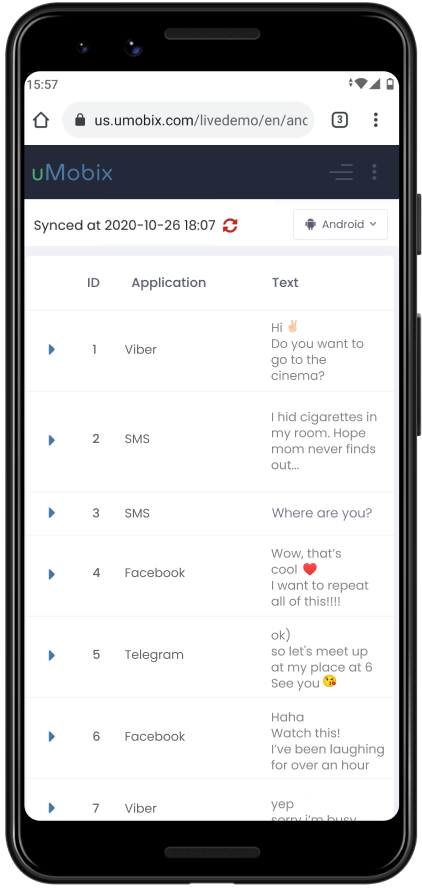 15:57
us.umobix.com/livedemo/en/and
3
uMobix
Synced at 2020-10-26 18:07
Android
ID Application Text
1 Viber Hi ✌🏻
Do you want to
go to the
cinema?
2 SMS I hid cigarettes in
my room. Hope
mom never finds
out...
3 SMS Where are you?
4 Facebook Wow, that's
cool ❤️
I want to repeat
all of this!!!!
5 Telegram ok)
so let's meet up
at my place at 6
See you 😘
6 Facebook Haha
Watch this!
I've been laughing
for over an hour
7 Viber yep
sorry i'm busy